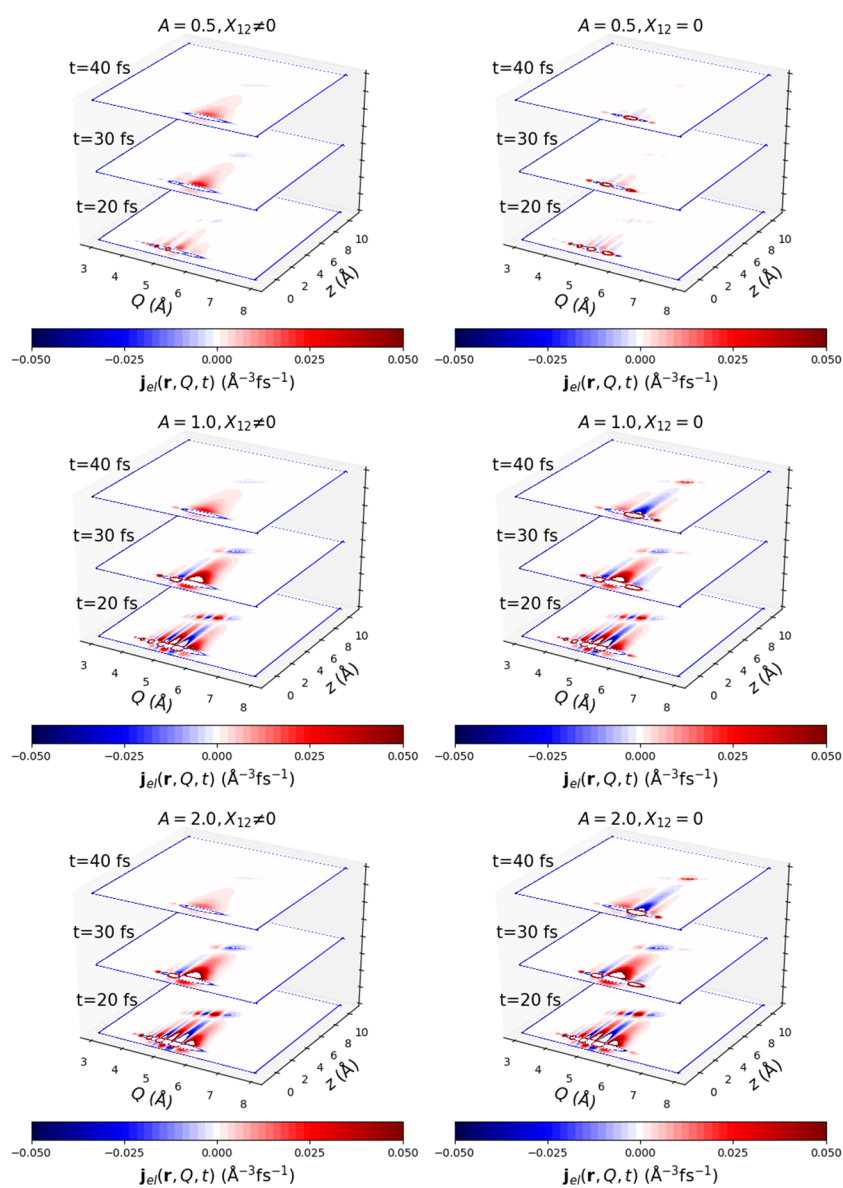 A = 0.5, X₁₂≠0
t=40 fs
t=30 fs
t=20 fs
3 4 5 6 7 8
Q (Å)
0 2 4 6 8 10
z (Å)
−0.050 −0.025 0.000 0.025 0.050
j_el(r, Q, t) (Å⁻³fs⁻¹)
A = 0.5, X₁₂ = 0
t=40 fs
t=30 fs
t=20 fs
3 4 5 6 7 8
Q (Å)
0 2 4 6 8 10
z (Å)
−0.050 −0.025 0.000 0.025 0.050
j_el(r, Q, t) (Å⁻³fs⁻¹)
A = 1.0, X₁₂≠0
t=40 fs
t=30 fs
t=20 fs
3 4 5 6 7 8
Q (Å)
0 2 4 6 8 10
z (Å)
−0.050 −0.025 0.000 0.025 0.050
j_el(r, Q, t) (Å⁻³fs⁻¹)
A = 1.0, X₁₂ = 0
t=40 fs
t=30 fs
t=20 fs
3 4 5 6 7 8
Q (Å)
0 2 4 6 8 10
z (Å)
−0.050 −0.025 0.000 0.025 0.050
j_el(r, Q, t) (Å⁻³fs⁻¹)
A = 2.0, X₁₂≠0
t=40 fs
t=30 fs
t=20 fs
3 4 5 6 7 8
Q (Å)
0 2 4 6 8 10
z (Å)
−0.050 −0.025 0.000 0.025 0.050
j_el(r, Q, t) (Å⁻³fs⁻¹)
A = 2.0, X₁₂ = 0
t=40 fs
t=30 fs
t=20 fs
3 4 5 6 7 8
Q (Å)
0 2 4 6 8 10
z (Å)
−0.050 −0.025 0.000 0.025 0.050
j_el(r, Q, t) (Å⁻³fs⁻¹)